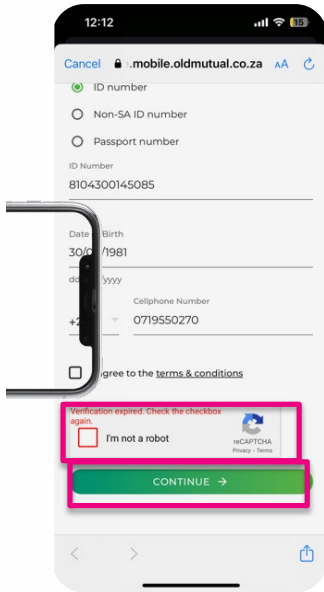 12:12
15
Cancel .mobile.oldmutual.co.za AA
ID number
Non-SA ID number
Passport number
ID Number
8104300145085
Date Birth
/1981
yyyy
Cellphone Number
0719550270
gree to the terms & conditions
Verification expired. Check the checkbox
again.
I'm not a robot
reCAPTCHA
Privacy - Terms
CONTINUE →